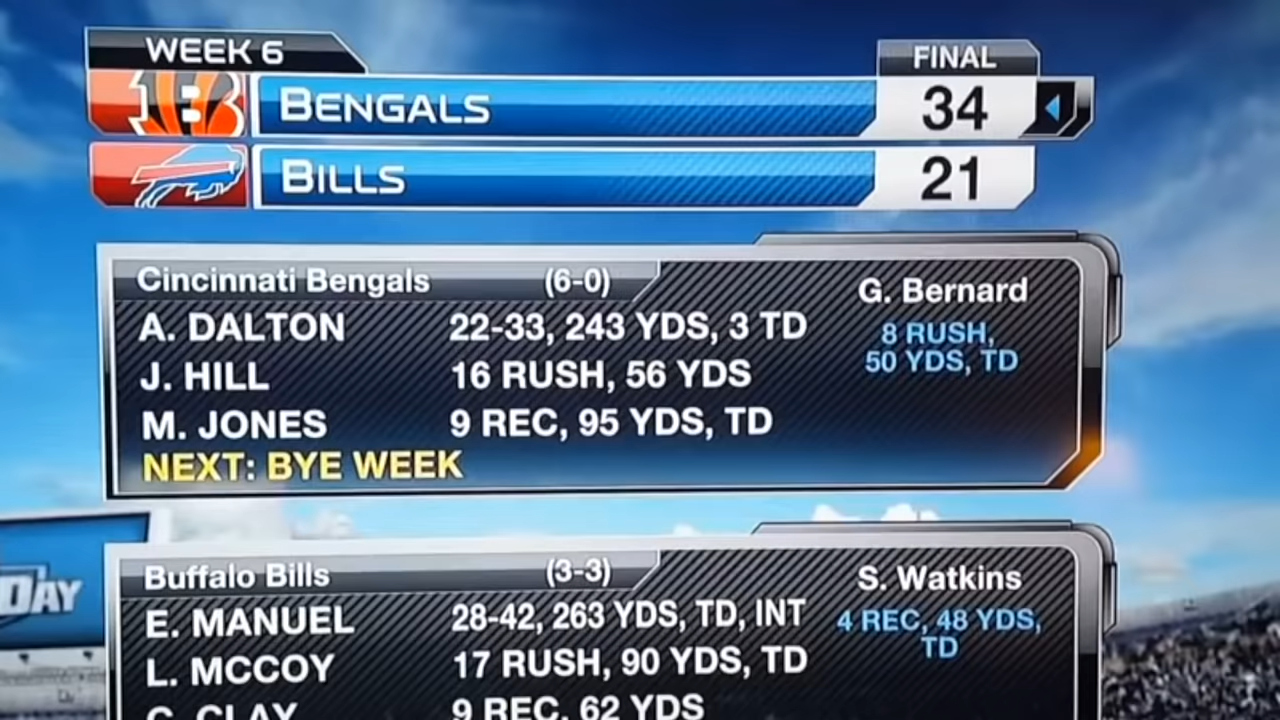 WEEK 6
FINAL
BENGALS 34
BILLS 21
Cincinnati Bengals (6-0) G. Bernard
A. DALTON 22-33, 243 YDS, 3 TD 8 RUSH,
J. HILL 16 RUSH, 56 YDS 50 YDS, TD
M. JONES 9 REC, 95 YDS, TD
NEXT: BYE WEEK
DAY
Buffalo Bills (3-3) S. Watkins
E. MANUEL 28-42, 263 YDS, TD, INT 4 REC, 48 YDS,
L. MCCOY 17 RUSH, 90 YDS, TD TD
C. CLAY 9 REC, 62 YDS